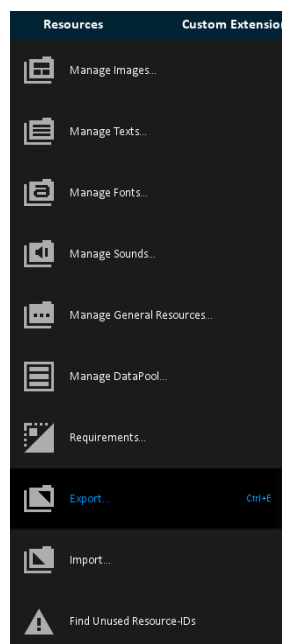 Resources Custom Extension
Manage Images...
Manage Texts...
Manage Fonts...
Manage Sounds...
Manage General Resources...
Manage DataPool...
Requirements...
Export... Ctrl+E
Import...
Find Unused Resource-IDs